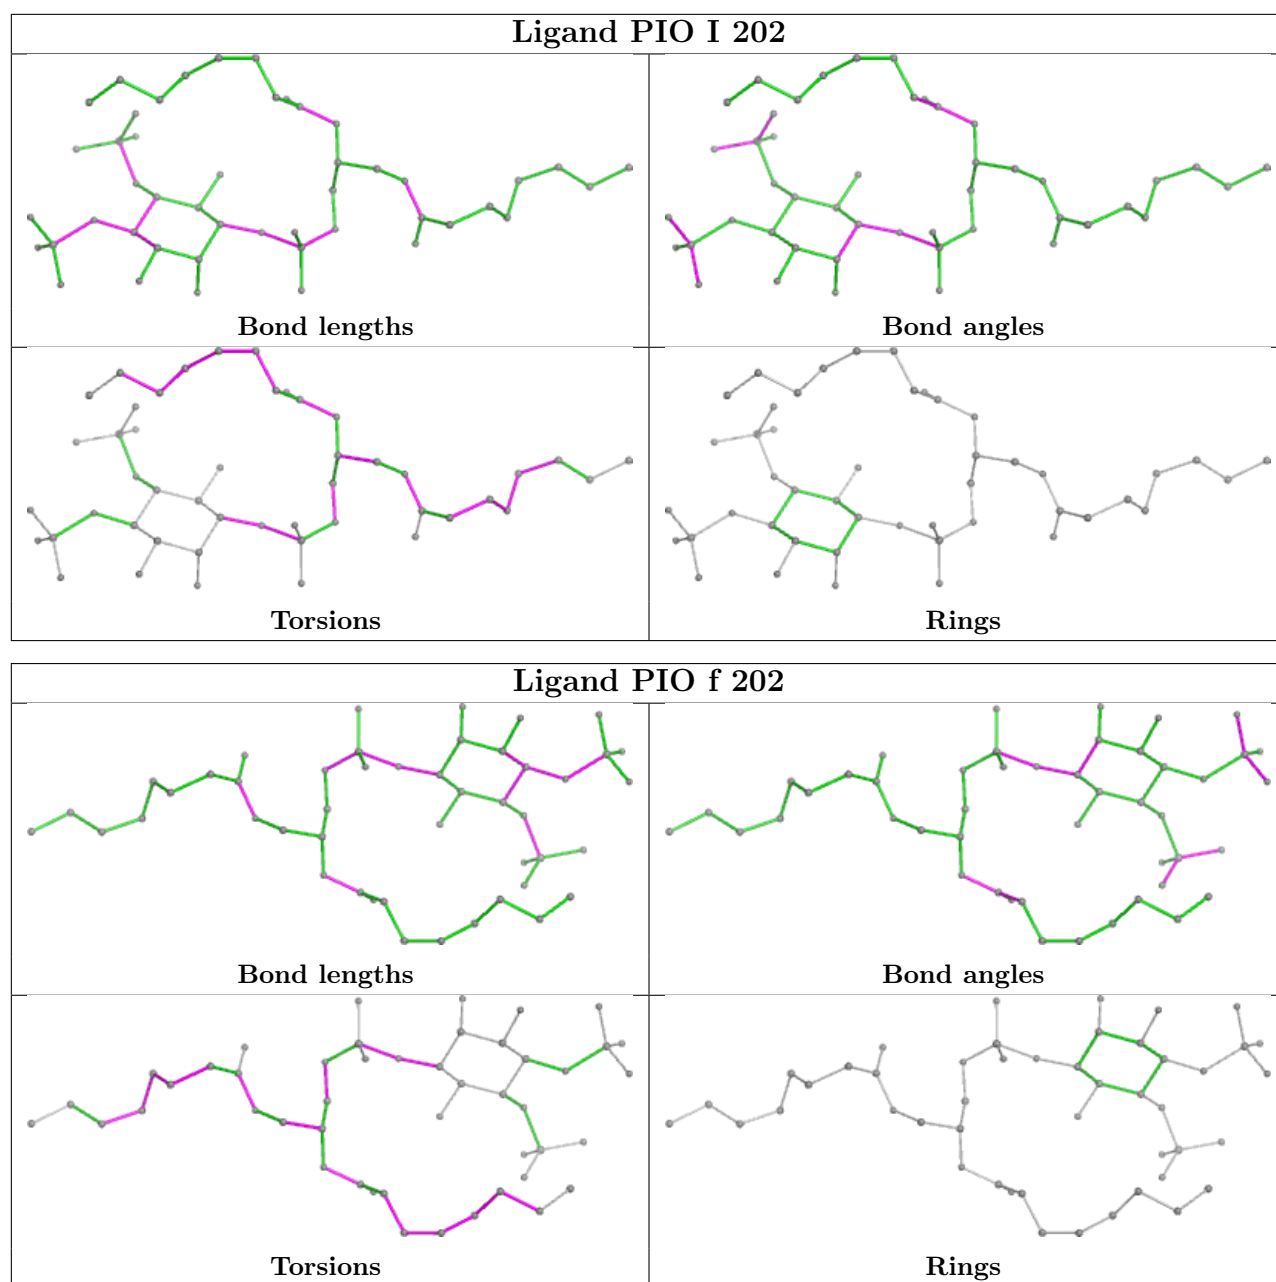 Ligand PIO I 202
Bond lengths
Bond angles
Torsions
Rings
Ligand PIO f 202
Bond lengths
Bond angles
Torsions
Rings